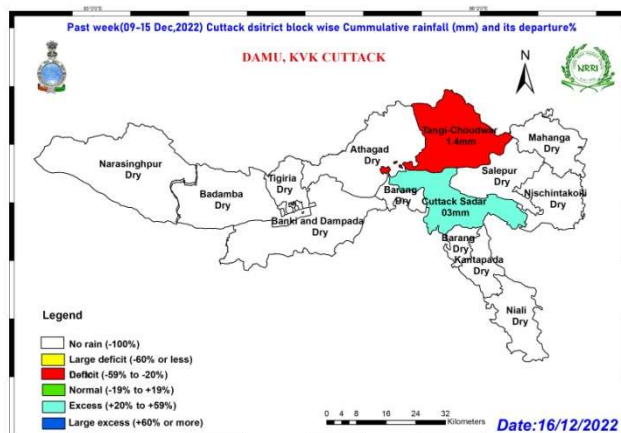 Past week(09-15 Dec,2022) Cuttack dsitrict block wise Cummulative rainfall (mm) and its departure%
DAMU, KVK CUTTACK
N
NRRI
Tangi-Choudwar
1.4mm
Mahanga
Dry
Athagad
Dry
Narasinghpur
Dry
Salepur
Dry
Tigiria
Dry
Badamba
Dry
Nischintakoili
Dry
Barang
Dry
Cuttack Sadar
03mm
Banki and Dampada
Dry
Barang
Dry
Kantapada
Dry
Niali
Dry
Legend
No rain (-100%)
Large deficit (-60% or less)
Deficit (-59% to -20%)
Normal (-19% to +19%)
Excess (+20% to +59%)
Large excess (+60% or more)
0 4 8 16 24 32
Kilometers
Date:16/12/2022